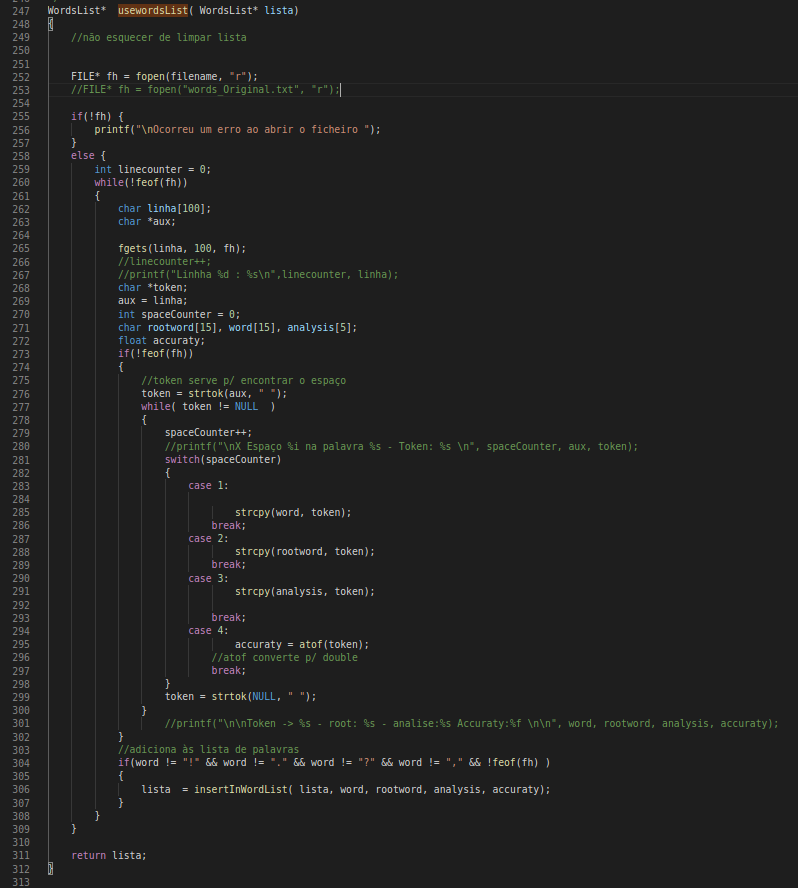 247 WordsList*  usewordsList( WordsList* lista)
248 {
249     //não esquecer de limpar lista
250
251
252     FILE* fh = fopen(filename, "r");
253     //FILE* fh = fopen("words_Original.txt", "r");
254
255     if(!fh) {
256         printf("\nOcorreu um erro ao abrir o ficheiro ");
257     }
258     else {
259         int linecounter = 0;
260         while(!feof(fh))
261         {
262             char linha[100];
263             char *aux;
264
265             fgets(linha, 100, fh);
266             //linecounter++;
267             //printf("Linhha %d : %s\n",linecounter, linha);
268             char *token;
269             aux = linha;
270             int spaceCounter = 0;
271             char rootword[15], word[15], analysis[5];
272             float accuraty;
273             if(!feof(fh))
274             {
275                 //token serve p/ encontrar o espaço
276                 token = strtok(aux, " ");
277                 while( token != NULL  )
278                 {
279                     spaceCounter++;
280                     //printf("\nX Espaço %i na palavra %s - Token: %s \n", spaceCounter, aux, token);
281                     switch(spaceCounter)
282                     {
283                         case 1:
284
285                                 strcpy(word, token);
286                             break;
287                         case 2:
288                                 strcpy(rootword, token);
289                             break;
290                         case 3:
291                                 strcpy(analysis, token);
292
293                             break;
294                         case 4:
295                                 accuraty = atof(token);
296                             //atof converte p/ double
297                             break;
298                     }
299                     token = strtok(NULL, " ");
300                 }
301                     //printf("\n\nToken -> %s - root: %s - analise:%s Accuraty:%f \n\n", word, rootword, analysis, accuraty);
302             }
303             //adiciona às lista de palavras
304             if(word != "!" && word != "." && word != "?" && word != "," && !feof(fh) )
305             {
306                 lista  = insertInWordList( lista, word, rootword, analysis, accuraty);
307             }
308         }
309     }
310
311     return lista;
312 }
313